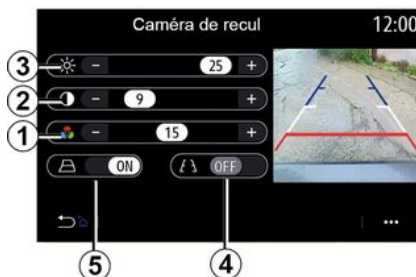 Caméra de recul 12:00
3 - 25 +
2 - 9 +
1 - 15 +
ON OFF
5 4